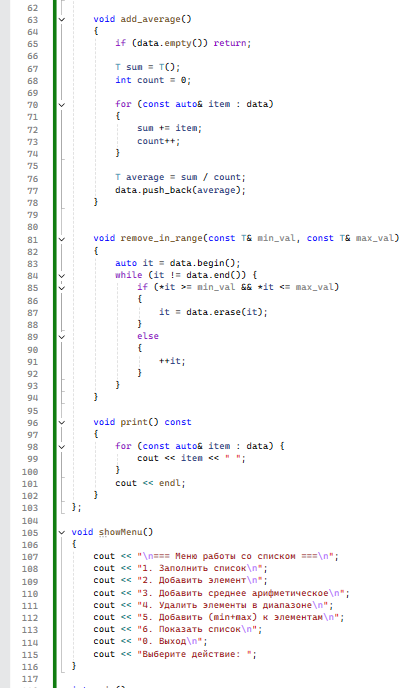 62
63 void add_average()
64 {
65 if (data.empty()) return;
66
67 T sum = T();
68 int count = 0;
69
70 for (const auto& item : data)
71 {
72 sum += item;
73 count++;
74 }
75
76 T average = sum / count;
77 data.push_back(average);
78 }
79
80
81 void remove_in_range(const T& min_val, const T& max_val)
82 {
83 auto it = data.begin();
84 while (it != data.end()) {
85 if (*it >= min_val && *it <= max_val)
86 {
87 it = data.erase(it);
88 }
89 else
90 {
91 ++it;
92 }
93 }
94 }
95
96 void print() const
97 {
98 for (const auto& item : data) {
99 cout << item << " ";
100 }
101 cout << endl;
102 }
103 };
104
105 void showMenu()
106 {
107 cout << "\n=== Меню работы со списком ===\n";
108 cout << "1. Заполнить список\n";
109 cout << "2. Добавить элемент\n";
110 cout << "3. Добавить среднее арифметическое\n";
111 cout << "4. Удалить элементы в диапазоне\n";
112 cout << "5. Добавить (min+max) к элементам\n";
113 cout << "6. Показать список\n";
114 cout << "0. Выход\n";
115 cout << "Выберите действие: ";
116 }
117